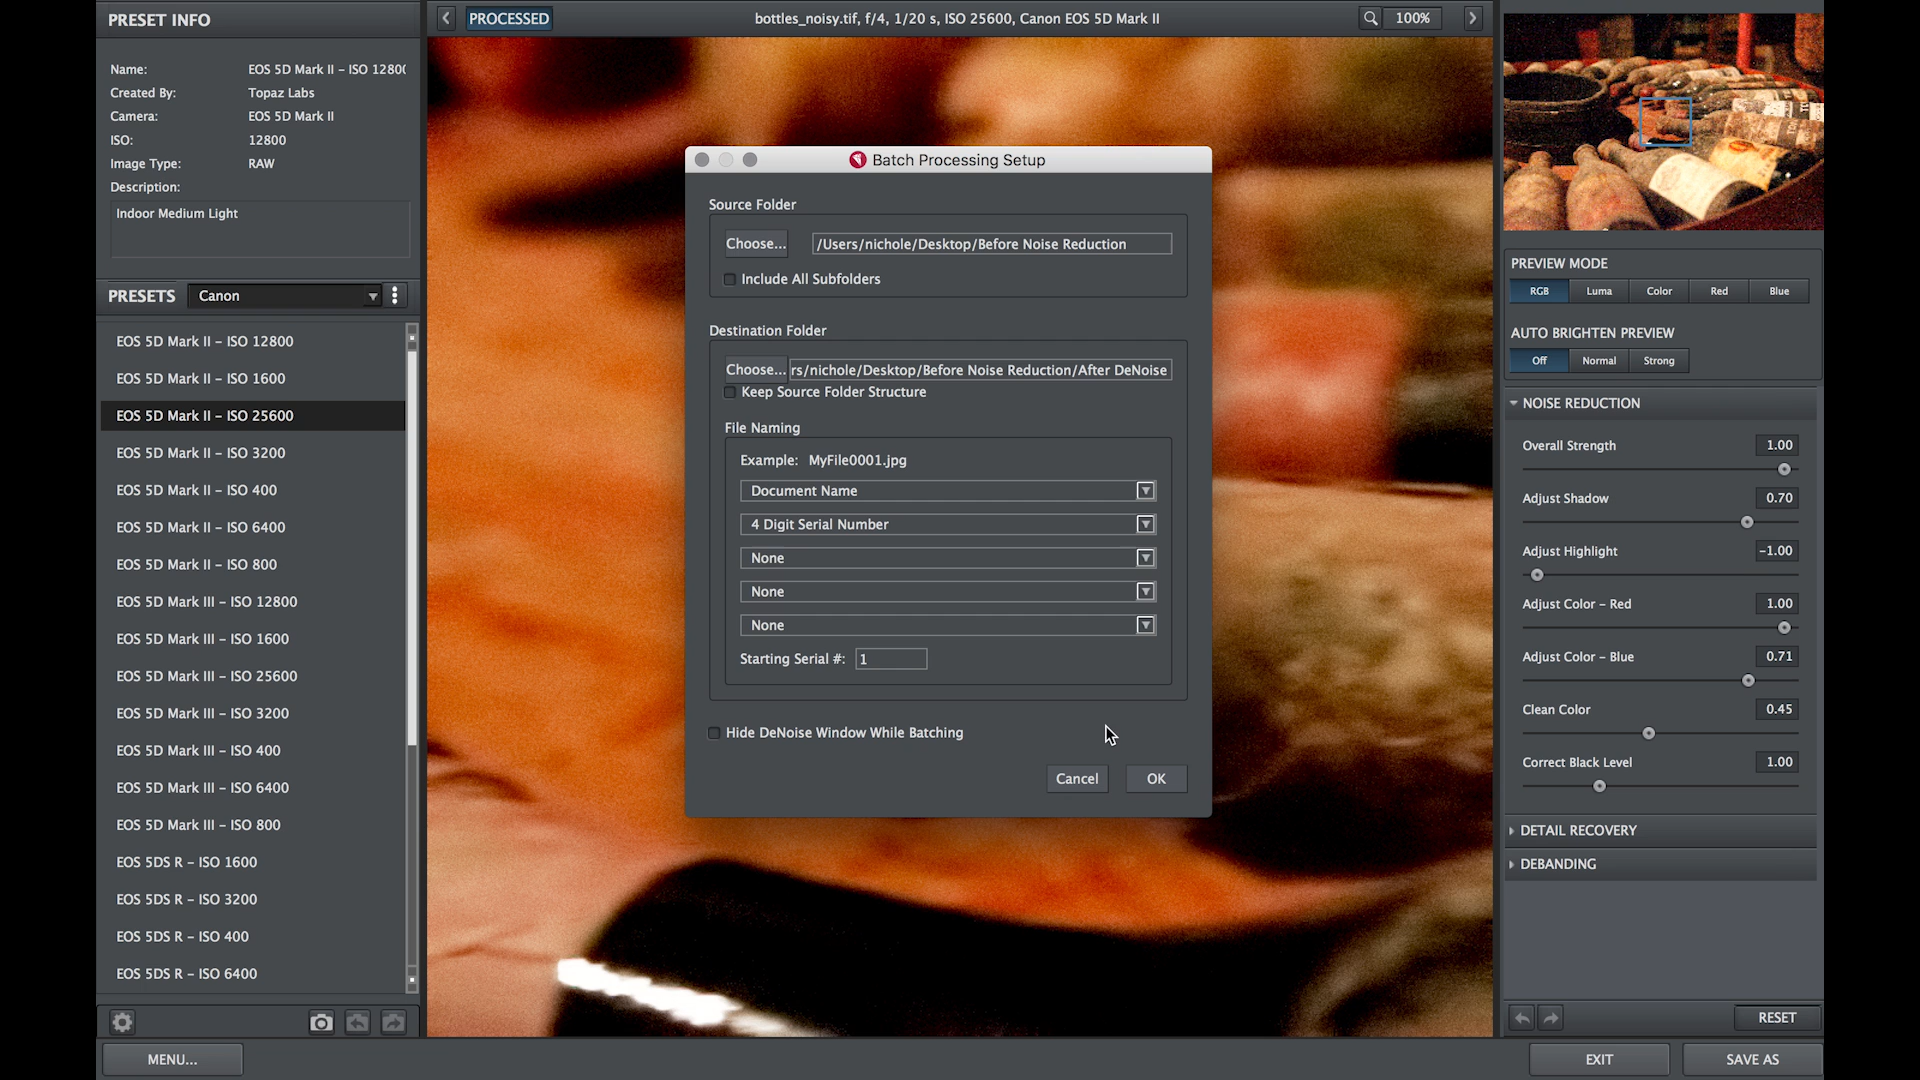 PRESET INFO
Name: EOS 5D Mark II – ISO 1280
Created By: Topaz Labs
Camera: EOS 5D Mark II
ISO: 12800
Image Type: RAW
Description:
Indoor Medium Light
PRESETS Canon
EOS 5D Mark II – ISO 12800
EOS 5D Mark II – ISO 1600
EOS 5D Mark II – ISO 25600
EOS 5D Mark II – ISO 3200
EOS 5D Mark II – ISO 400
EOS 5D Mark II – ISO 6400
EOS 5D Mark II – ISO 800
EOS 5D Mark III – ISO 12800
EOS 5D Mark III – ISO 1600
EOS 5D Mark III – ISO 25600
EOS 5D Mark III – ISO 3200
EOS 5D Mark III – ISO 400
EOS 5D Mark III – ISO 6400
EOS 5D Mark III – ISO 800
EOS 5DS R – ISO 1600
EOS 5DS R – ISO 3200
EOS 5DS R – ISO 400
EOS 5DS R – ISO 6400
MENU...
PROCESSED
bottles_noisy.tif, f/4, 1/20 s, ISO 25600, Canon EOS 5D Mark II
100%
Batch Processing Setup
Source Folder
Choose... /Users/nichole/Desktop/Before Noise Reduction
Include All Subfolders
Destination Folder
Choose... rs/nichole/Desktop/Before Noise Reduction/After DeNoise
Keep Source Folder Structure
File Naming
Example: MyFile0001.jpg
Document Name
4 Digit Serial Number
None
None
None
Starting Serial #: 1
Hide DeNoise Window While Batching
Cancel OK
PREVIEW MODE
RGB Luma Color Red Blue
AUTO BRIGHTEN PREVIEW
Off Normal Strong
NOISE REDUCTION
Overall Strength 1.00
Adjust Shadow 0.70
Adjust Highlight -1.00
Adjust Color – Red 1.00
Adjust Color – Blue 0.71
Clean Color 0.45
Correct Black Level 1.00
DETAIL RECOVERY
DEBANDING
RESET
EXIT SAVE AS